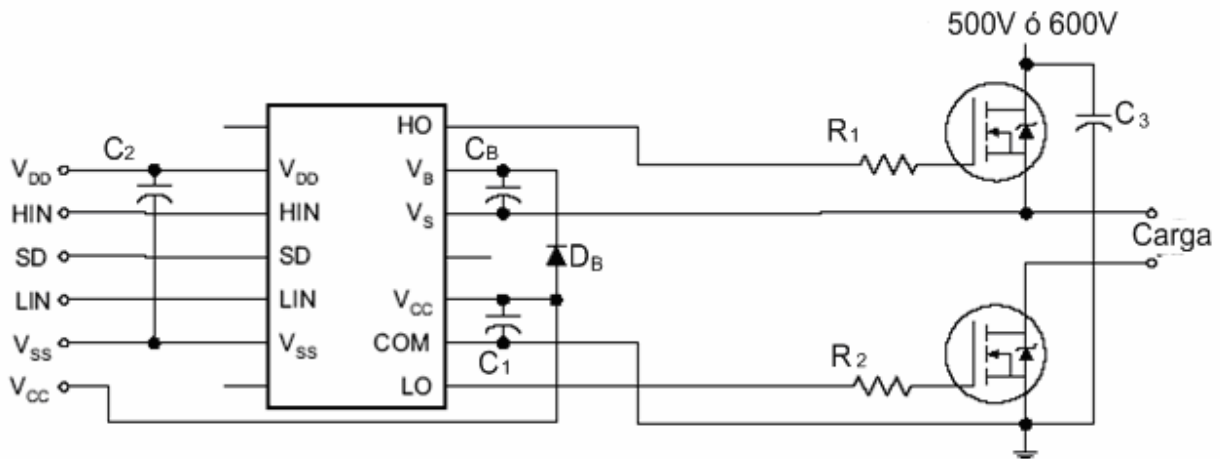 500V ó 600V
C2
HO
CB
R1
C3
VDD
VDD
VB
HIN
HIN
VS
Carga
SD
SD
DB
LIN
LIN
VCC
VSS
VSS
COM
C1
R2
VCC
LO